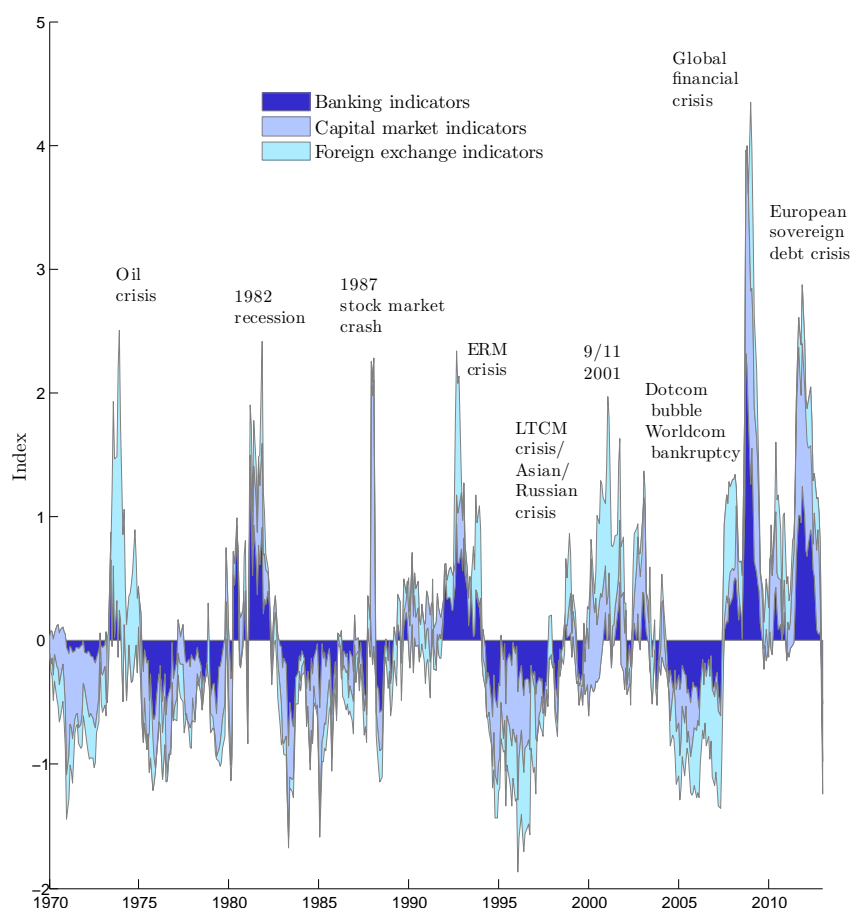 5
4
3
2
1
0
−1
−2
Index
1970
1975
1980
1985
1990
1995
2000
2005
2010
Banking indicators
Capital market indicators
Foreign exchange indicators
Oil
crisis
1982
recession
1987
stock market
crash
ERM
crisis
LTCM
crisis/
Asian/
Russian
crisis
9/11
2001
Dotcom
bubble
Worldcom
bankruptcy
Global
financial
crisis
European
sovereign
debt crisis